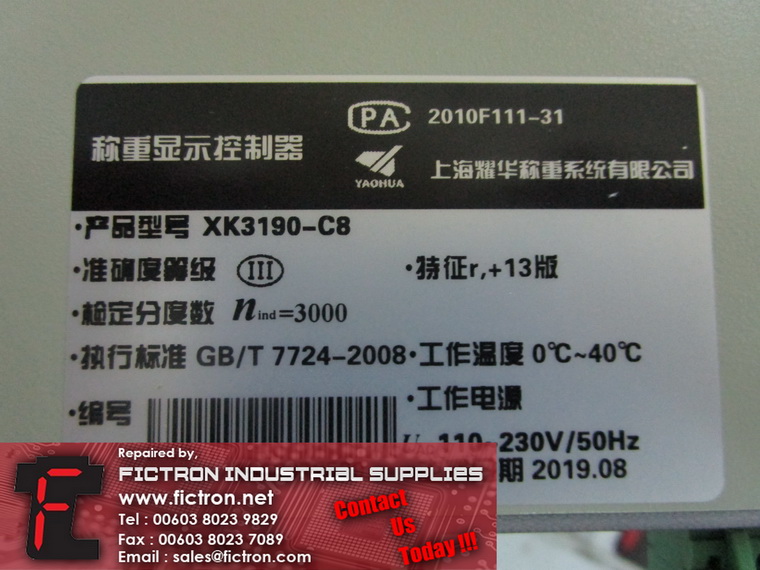 PA 2010F111-31
称重显示控制器
YAOHUA
上海耀华称重系统有限公司
·产品型号 XK3190-C8
·准确度等级 III
·特征r,+13版
·检定分度数 nind=3000
·执行标准 GB/T 7724-2008
·工作温度 0℃~40℃
·编号
·工作电源
110~230V/50Hz
期 2019.08
Repaired by,
FICTRON INDUSTRIAL SUPPLIES
www.fictron.net
Tel : 00603 8023 9829
Fax : 00603 8023 7089
Email : sales@fictron.com
Contact
Us
Today !!!